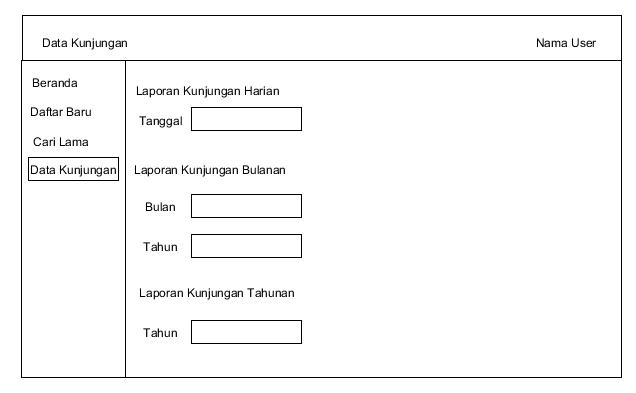 Data Kunjungan
Nama User
Beranda
Daftar Baru
Cari Lama
Data Kunjungan
Laporan Kunjungan Harian
Tanggal
Laporan Kunjungan Bulanan
Bulan
Tahun
Laporan Kunjungan Tahunan
Tahun